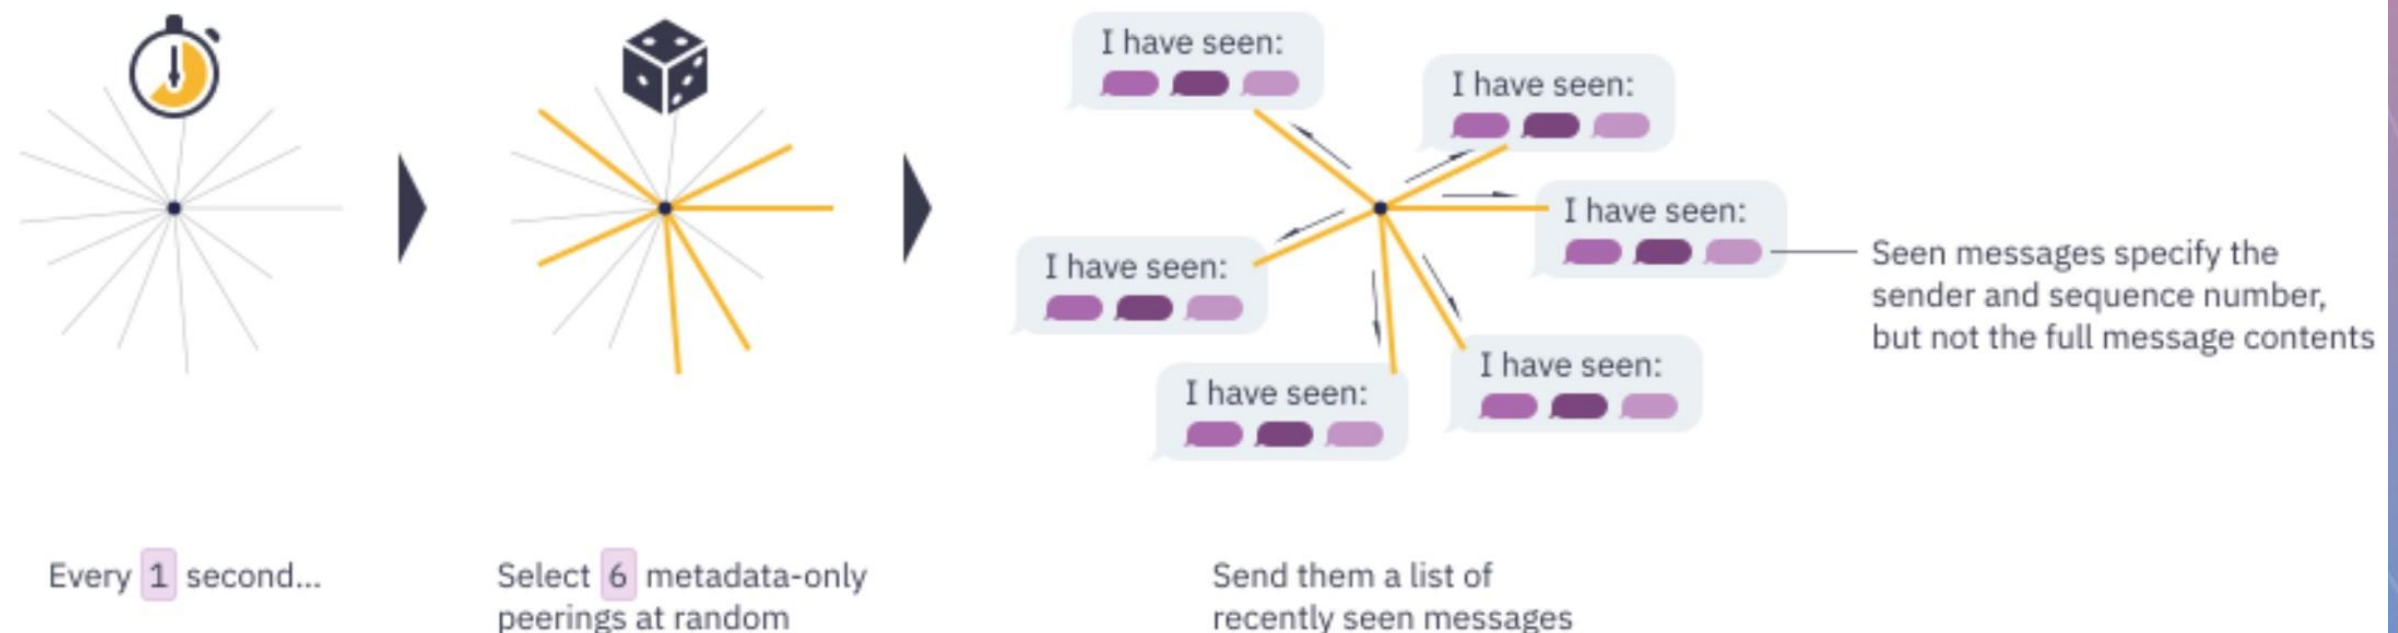 I have seen:
I have seen:
I have seen:
I have seen:
I have seen:
I have seen:
Seen messages specify the
sender and sequence number,
but not the full message contents
Every 1 second...
Select 6 metadata-only
peerings at random
Send them a list of
recently seen messages